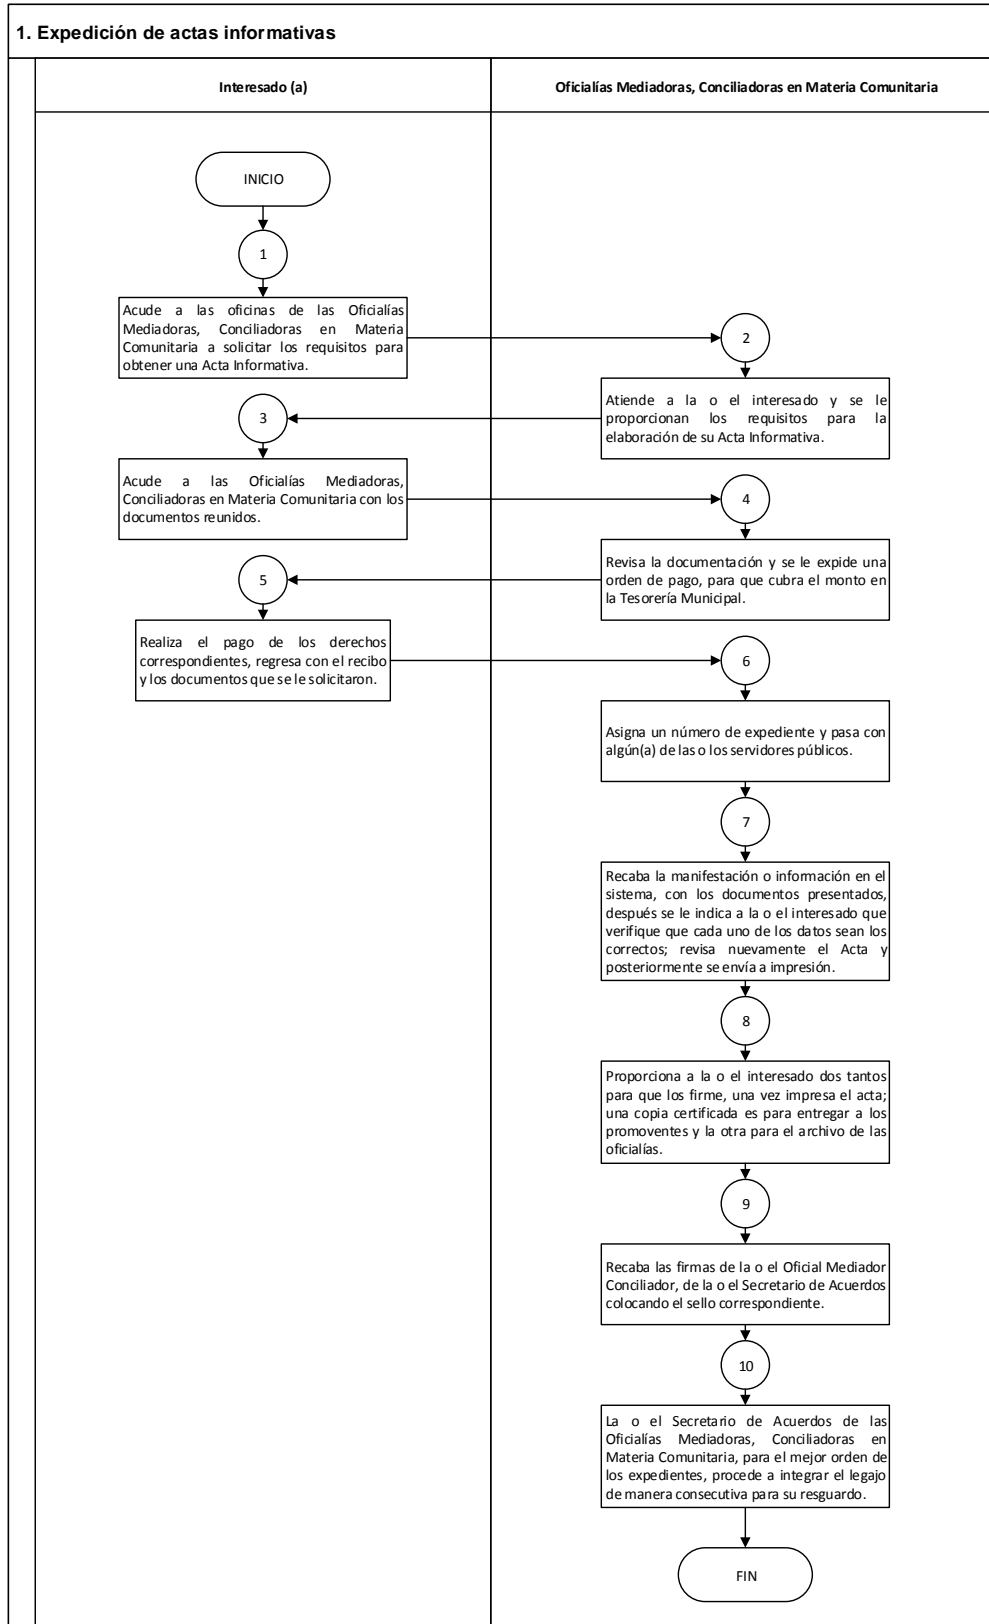 1. Expedición de actas informativas
Interesado (a)
Oficialías Mediadoras, Conciliadoras en Materia Comunitaria
INICIO
1
Acude a las oficinas de las Oficialías
Mediadoras, Conciliadoras en Materia
Comunitaria a solicitar los requisitos para
obtener una Acta Informativa.
2
Atiende a la o el interesado y se le
proporcionan los requisitos para la
elaboración de su Acta Informativa.
3
Acude a las Oficialías Mediadoras,
Conciliadoras en Materia Comunitaria con los
documentos reunidos.
4
Revisa la documentación y se le expide una
orden de pago, para que cubra el monto en
la Tesorería Municipal.
5
Realiza el pago de los derechos
correspondientes, regresa con el recibo
y los documentos que se le solicitaron.
6
Asigna un número de expediente y pasa con
algún(a) de las o los servidores públicos.
7
Recaba la manifestación o información en el
sistema, con los documentos presentados,
después se le indica a la o el interesado que
verifique que cada uno de los datos sean los
correctos; revisa nuevamente el Acta y
posteriormente se envía a impresión.
8
Proporciona a la o el interesado dos tantos
para que los firme, una vez impresa el acta;
una copia certificada es para entregar a los
promoventes y la otra para el archivo de las
oficialías.
9
Recaba las firmas de la o el Oficial Mediador
Conciliador, de la o el Secretario de Acuerdos
colocando el sello correspondiente.
10
La o el Secretario de Acuerdos de las
Oficialías Mediadoras, Conciliadoras en
Materia Comunitaria, para el mejor orden de
los expedientes, procede a integrar el legajo
de manera consecutiva para su resguardo.
FIN